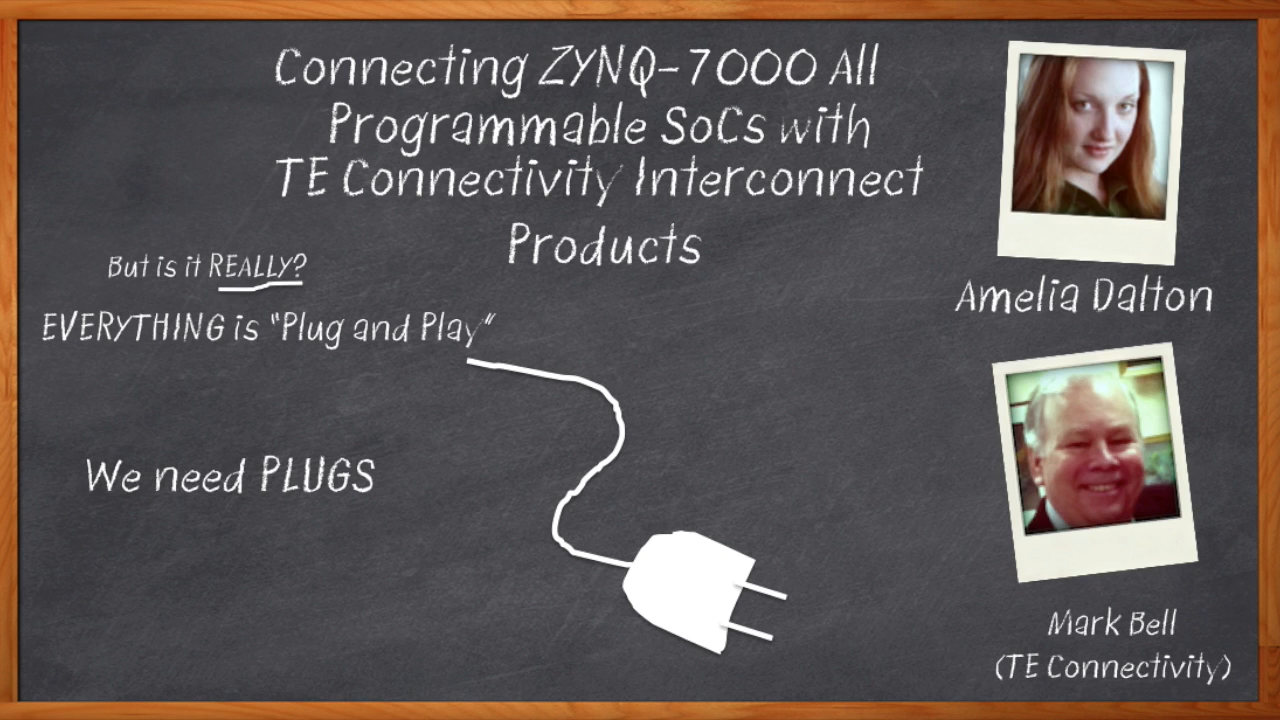 Connecting ZYNQ-7000 All
Programmable SoCs with
TE Connectivity Interconnect
Products
But is it REALLY?
EVERYTHING is "Plug and Play"
We need PLUGS
Amelia Dalton
Mark Bell
(TE Connectivity)